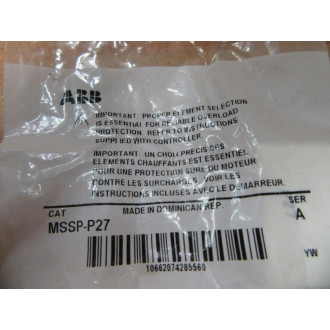 ABB
IMPORTANT: PROPER ELEMENT SELECTION
IS ESSENTIAL FOR RELIABLE OVERLOAD
PROTECTION. REFER TO INSTRUCTIONS
SUPPLIED WITH CONTROLLER
IMPORTANT: UN CHOIX PRECIS DES
ELEMENTS CHAUFFANTS EST ESSENTIEL
POUR UNE PROTECTION SURE DU MOTEUR
CONTRE LES SURCHARGES. VOIR LES
INSTRUCTIONS INCLUSES AVEC LE DEMARREUR.
CAT MADE IN DOMINICAN REP. SER
MSSP-P27 A
10662074285560 YW